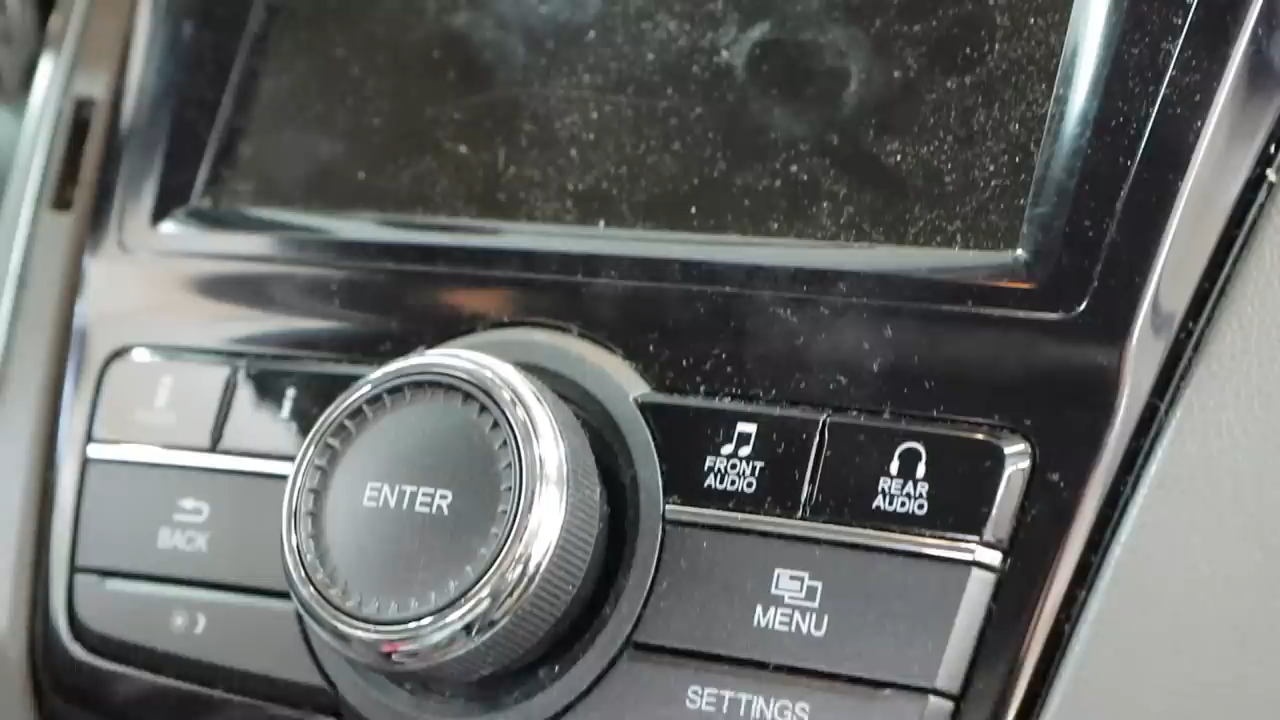 FRONT
AUDIO
REAR
AUDIO
ENTER
BACK
MENU
SETTINGS